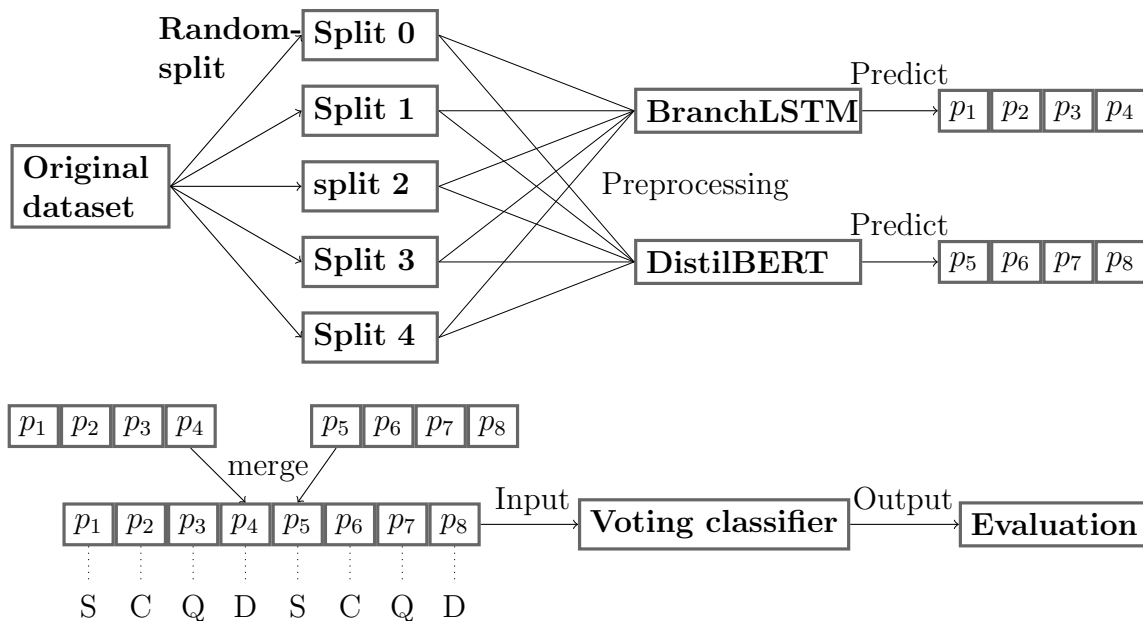 Random-
split
Split 0
Split 1
split 2
Split 3
Split 4
Original
dataset
BranchLSTM
DistilBERT
Preprocessing
Predict
p₁ p₂ p₃ p₄
Predict
p₅ p₆ p₇ p₈
p₁ p₂ p₃ p₄
p₅ p₆ p₇ p₈
merge
p₁ p₂ p₃ p₄ p₅ p₆ p₇ p₈
S C Q D S C Q D
Input
Voting classifier
Output
Evaluation